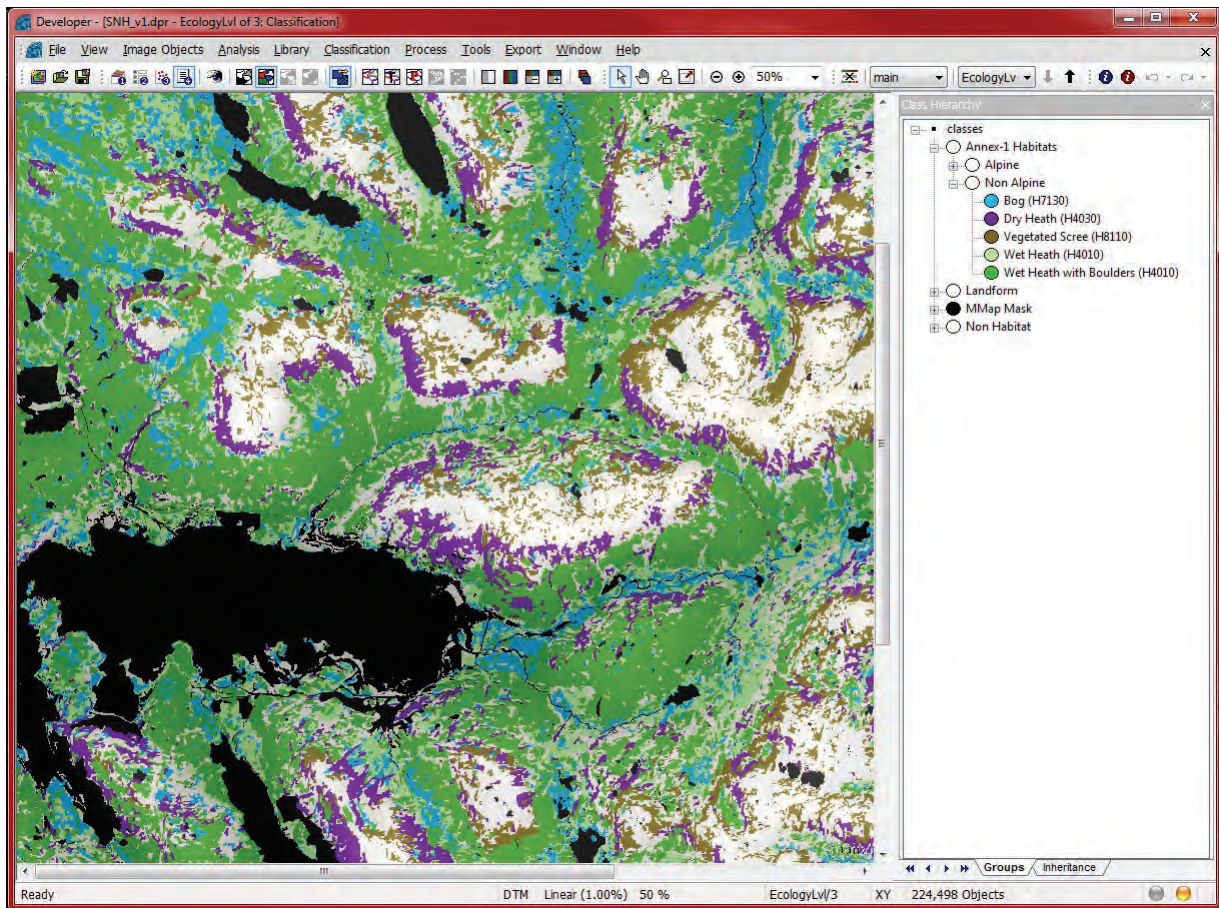 Developer - [SNH_v1.dpr - EcologyLvl of 3: Classification]
File View Image Objects Analysis Library Classification Process Tools Export Window Help
50% main EcologyLv
Class Hierarchy
classes
Annex-1 Habitats
Alpine
Non Alpine
Bog (H7130)
Dry Heath (H4030)
Vegetated Scree (H8110)
Wet Heath (H4010)
Wet Heath with Boulders (H4010)
Landform
MMap Mask
Non Habitat
Groups Inheritance
Ready DTM Linear (1.00%) 50 % EcologyLvl/3 XY 224,498 Objects